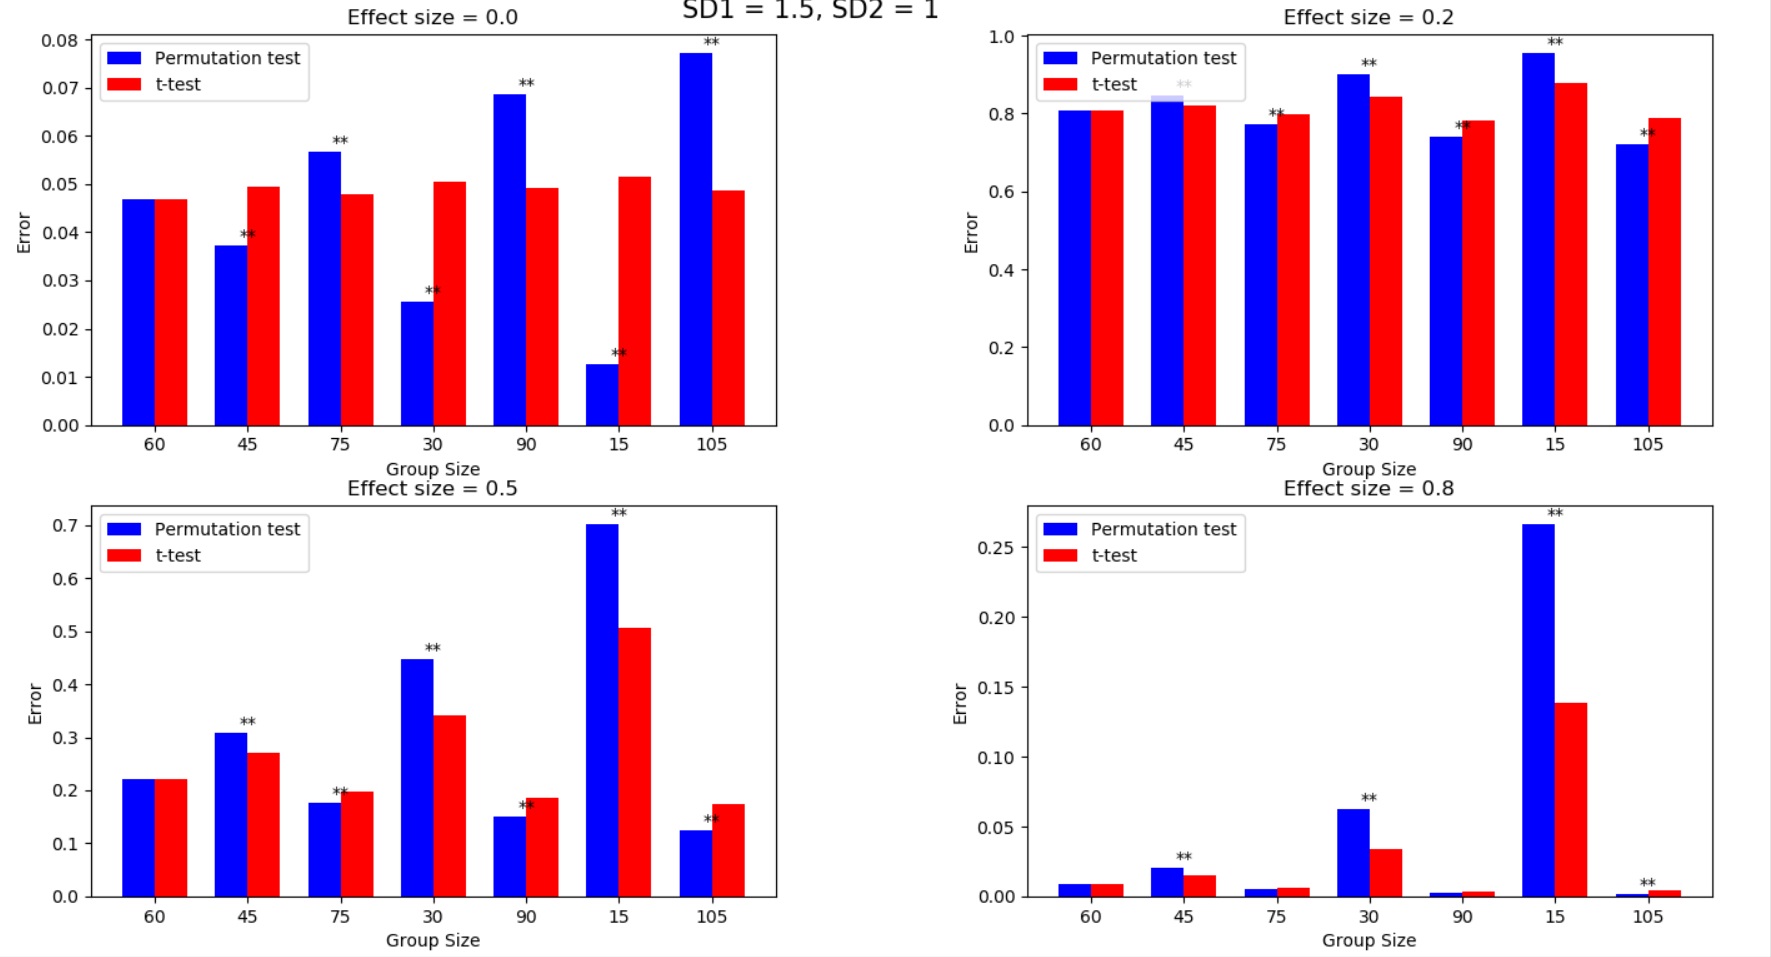 SD1 = 1.5, SD2 = 1
Effect size = 0.0
Permutation test
t-test
**
**
**
**
**
**
0.08
0.07
0.06
0.05
0.04
0.03
0.02
0.01
0.00
Error
60 45 75 30 90 15 105
Group Size
Effect size = 0.2
Permutation test
t-test
**
**
**
**
**
**
1.0
0.8
0.6
0.4
0.2
0.0
Error
60 45 75 30 90 15 105
Group Size
Effect size = 0.5
Permutation test
t-test
**
**
**
**
**
**
0.7
0.6
0.5
0.4
0.3
0.2
0.1
0.0
Error
60 45 75 30 90 15 105
Group Size
Effect size = 0.8
Permutation test
t-test
**
**
**
**
0.25
0.20
0.15
0.10
0.05
0.00
Error
60 45 75 30 90 15 105
Group Size